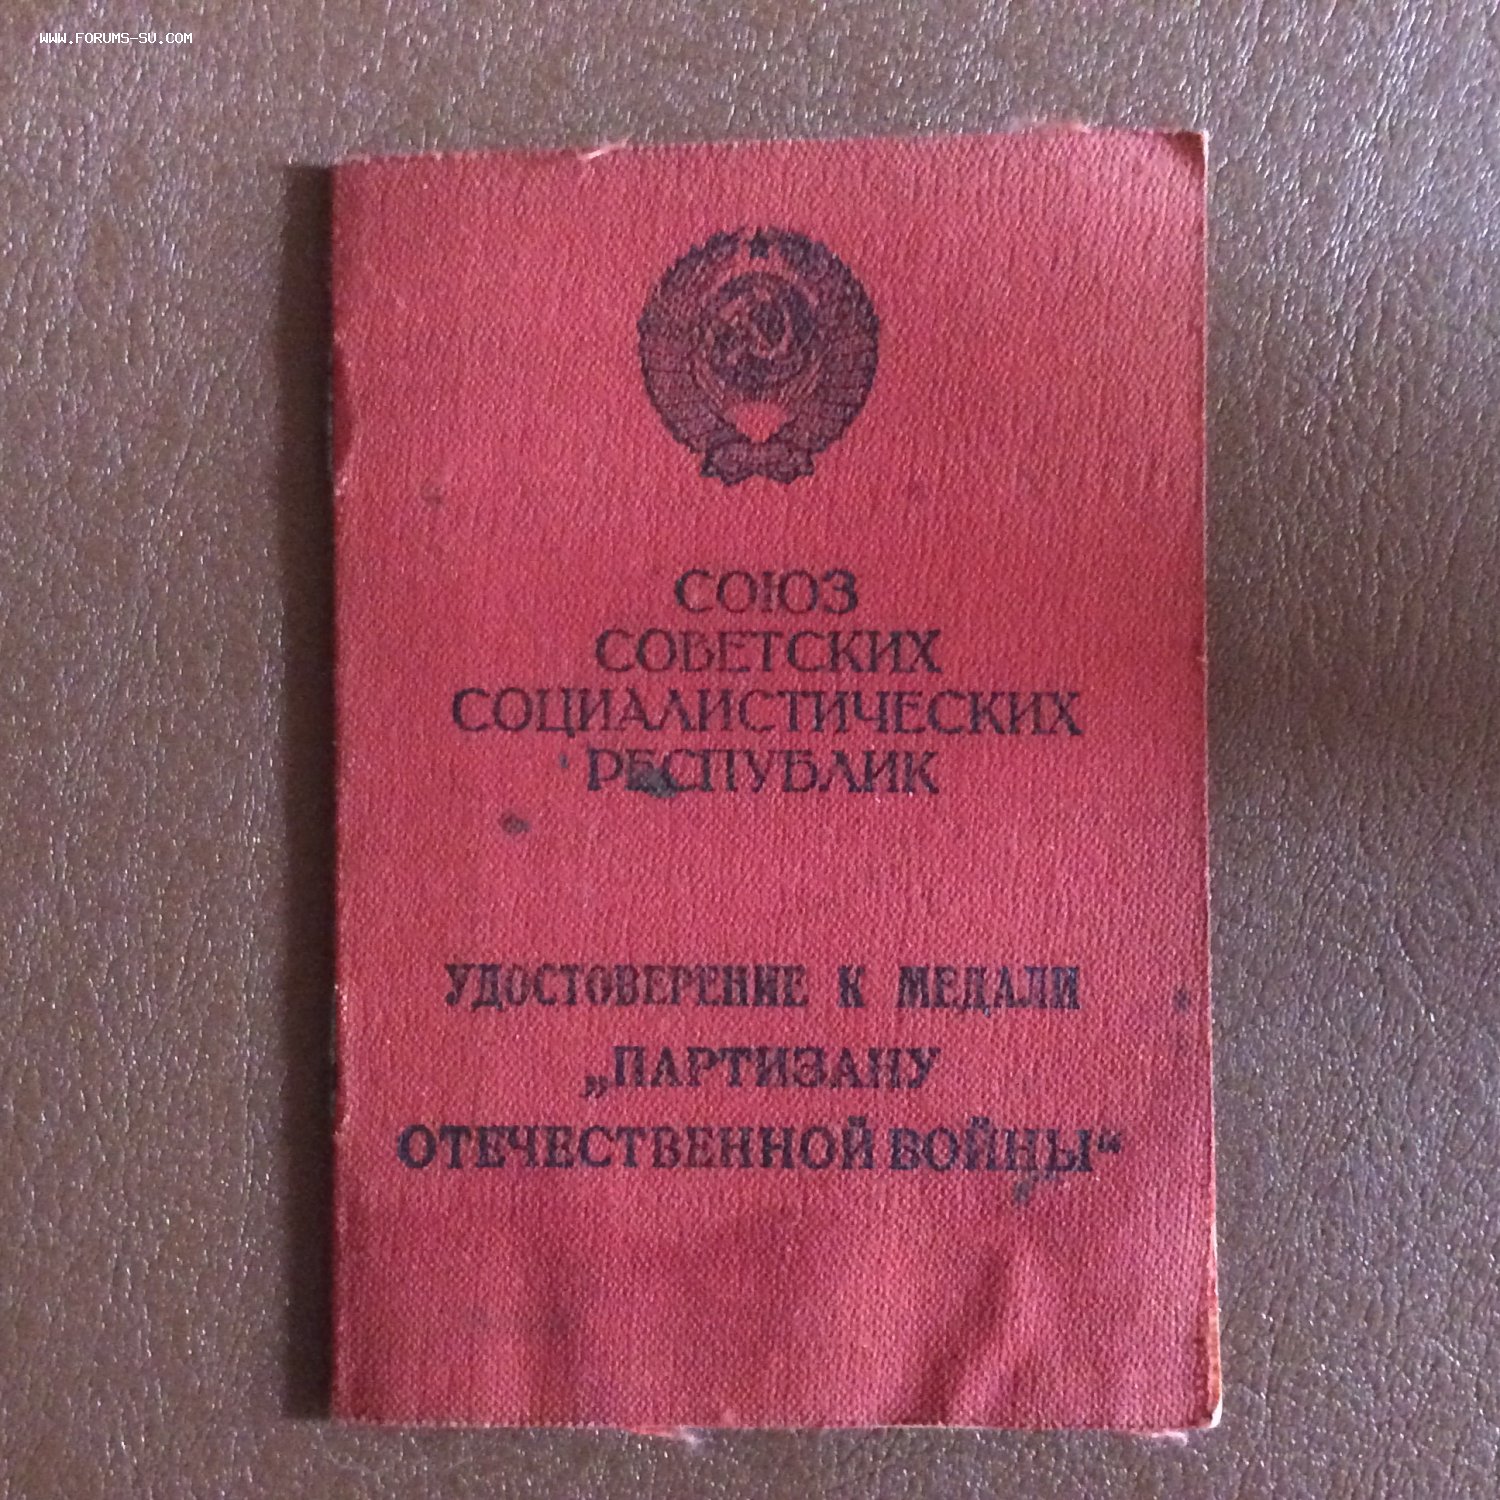 WWW.FORUMS-SU.COM
СОЮЗ
СОВЕТСКИХ
СОЦИАЛИСТИЧЕСКИХ
РЕСПУБЛИК
УДОСТОВЕРЕНИЕ К МЕДАЛИ
„ПАРТИЗАНУ
ОТЕЧЕСТВЕННОЙ ВОЙНЫ“